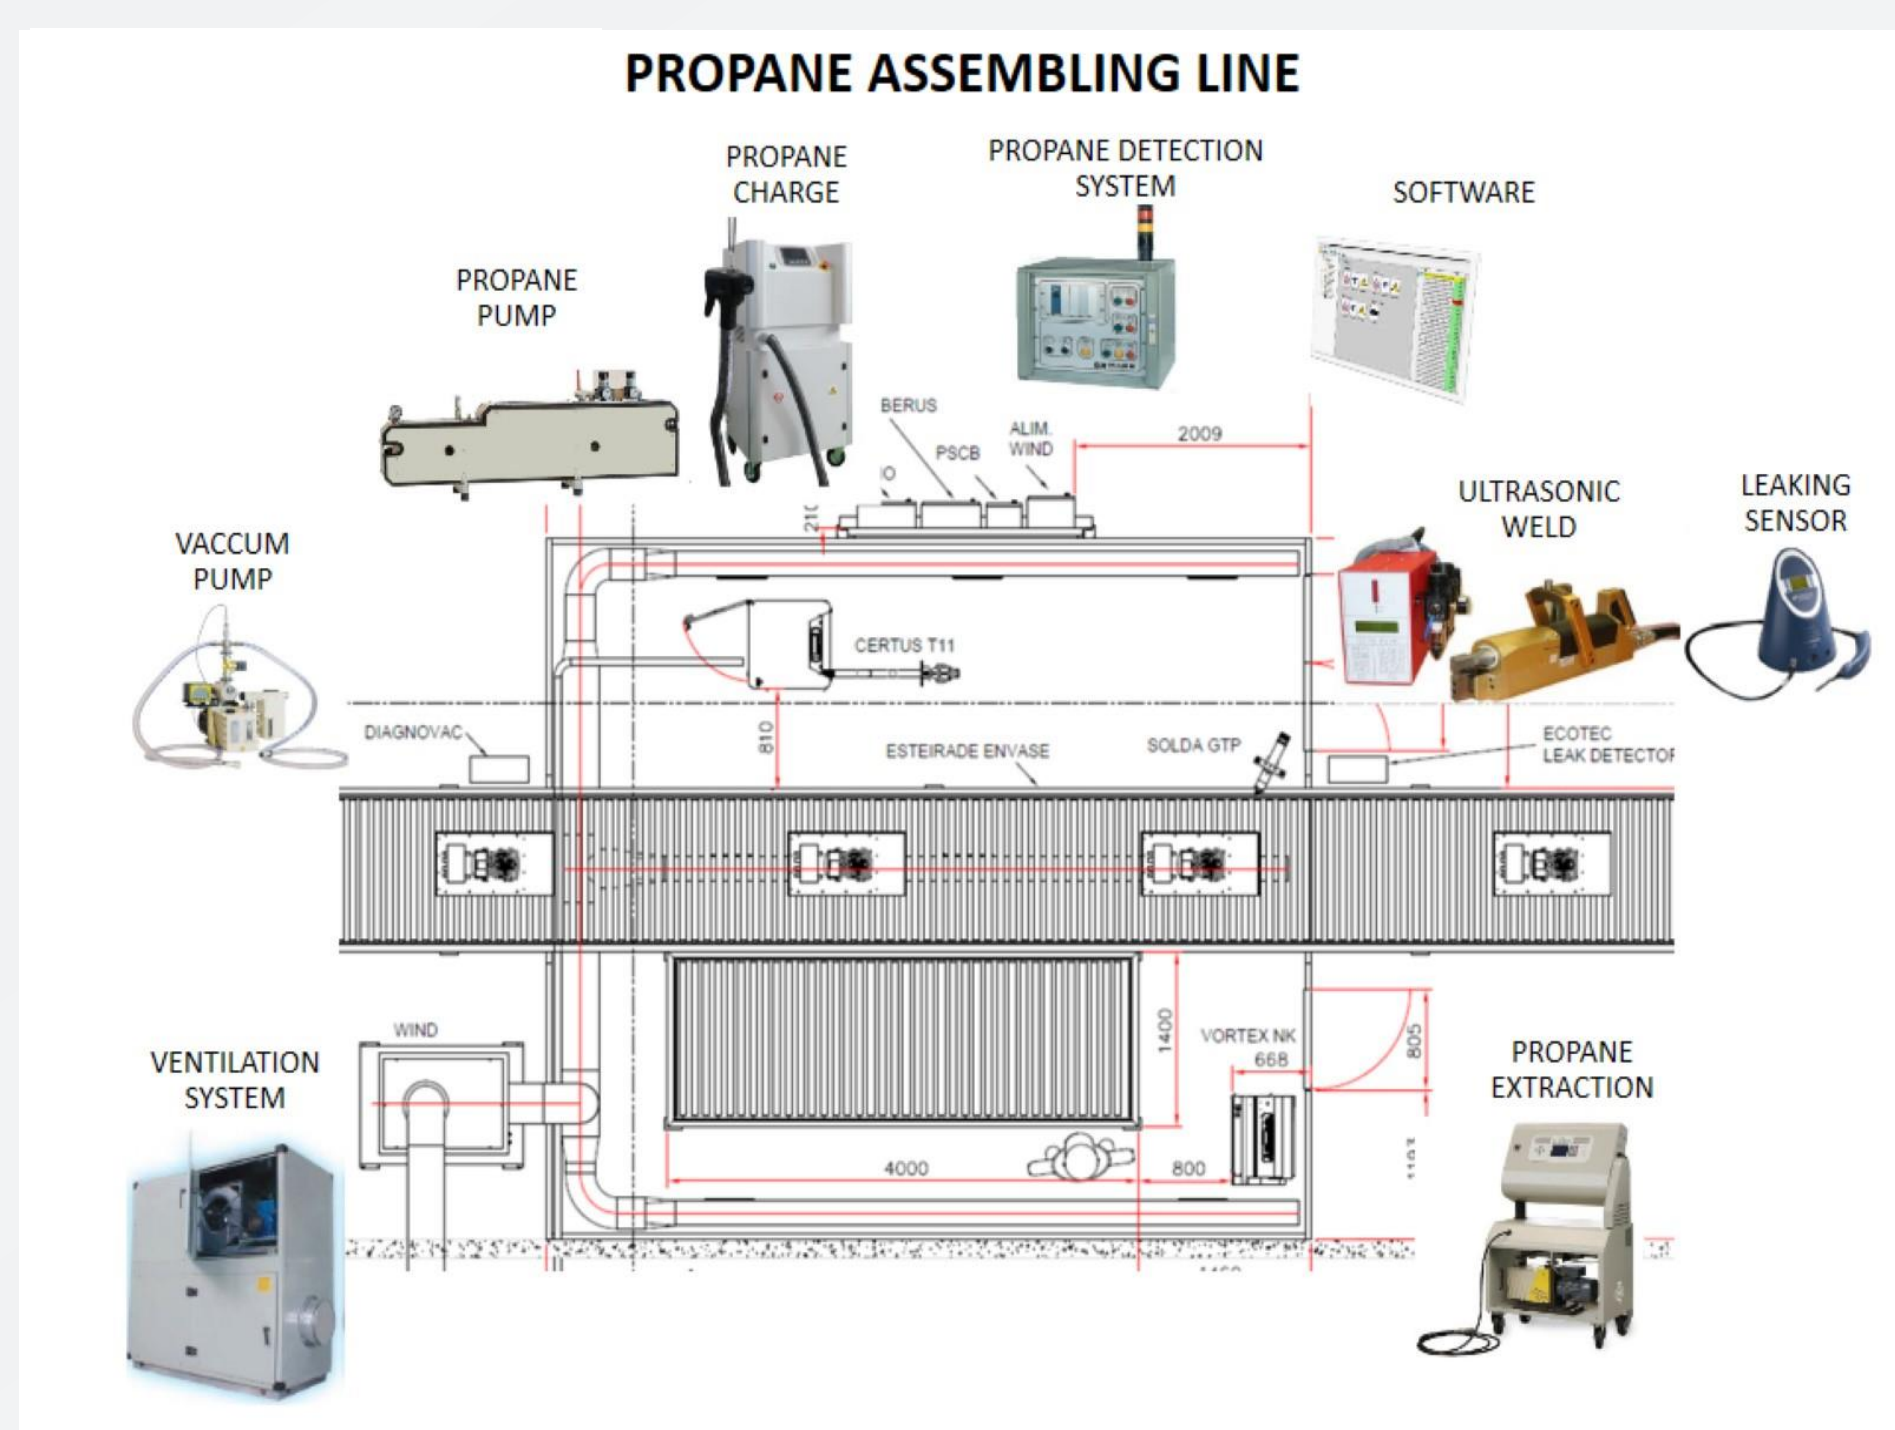 PROPANE ASSEMBLING LINE
PROPANE
CHARGE
PROPANE DETECTION
SYSTEM
SOFTWARE
PROPANE
PUMP
BERUS
ALIM.
WIND
PSCB
IO
2009
210
ULTRASONIC
WELD
LEAKING
SENSOR
VACCUM
PUMP
CERTUS T11
DIAGNOVAC
810
ESTEIRADE ENVASE
SOLDA GTP
ECOTEC
LEAK DETECTOR
WIND
VENTILATION
SYSTEM
1400
VORTEX NK
668
805
PROPANE
EXTRACTION
4000
800
1193